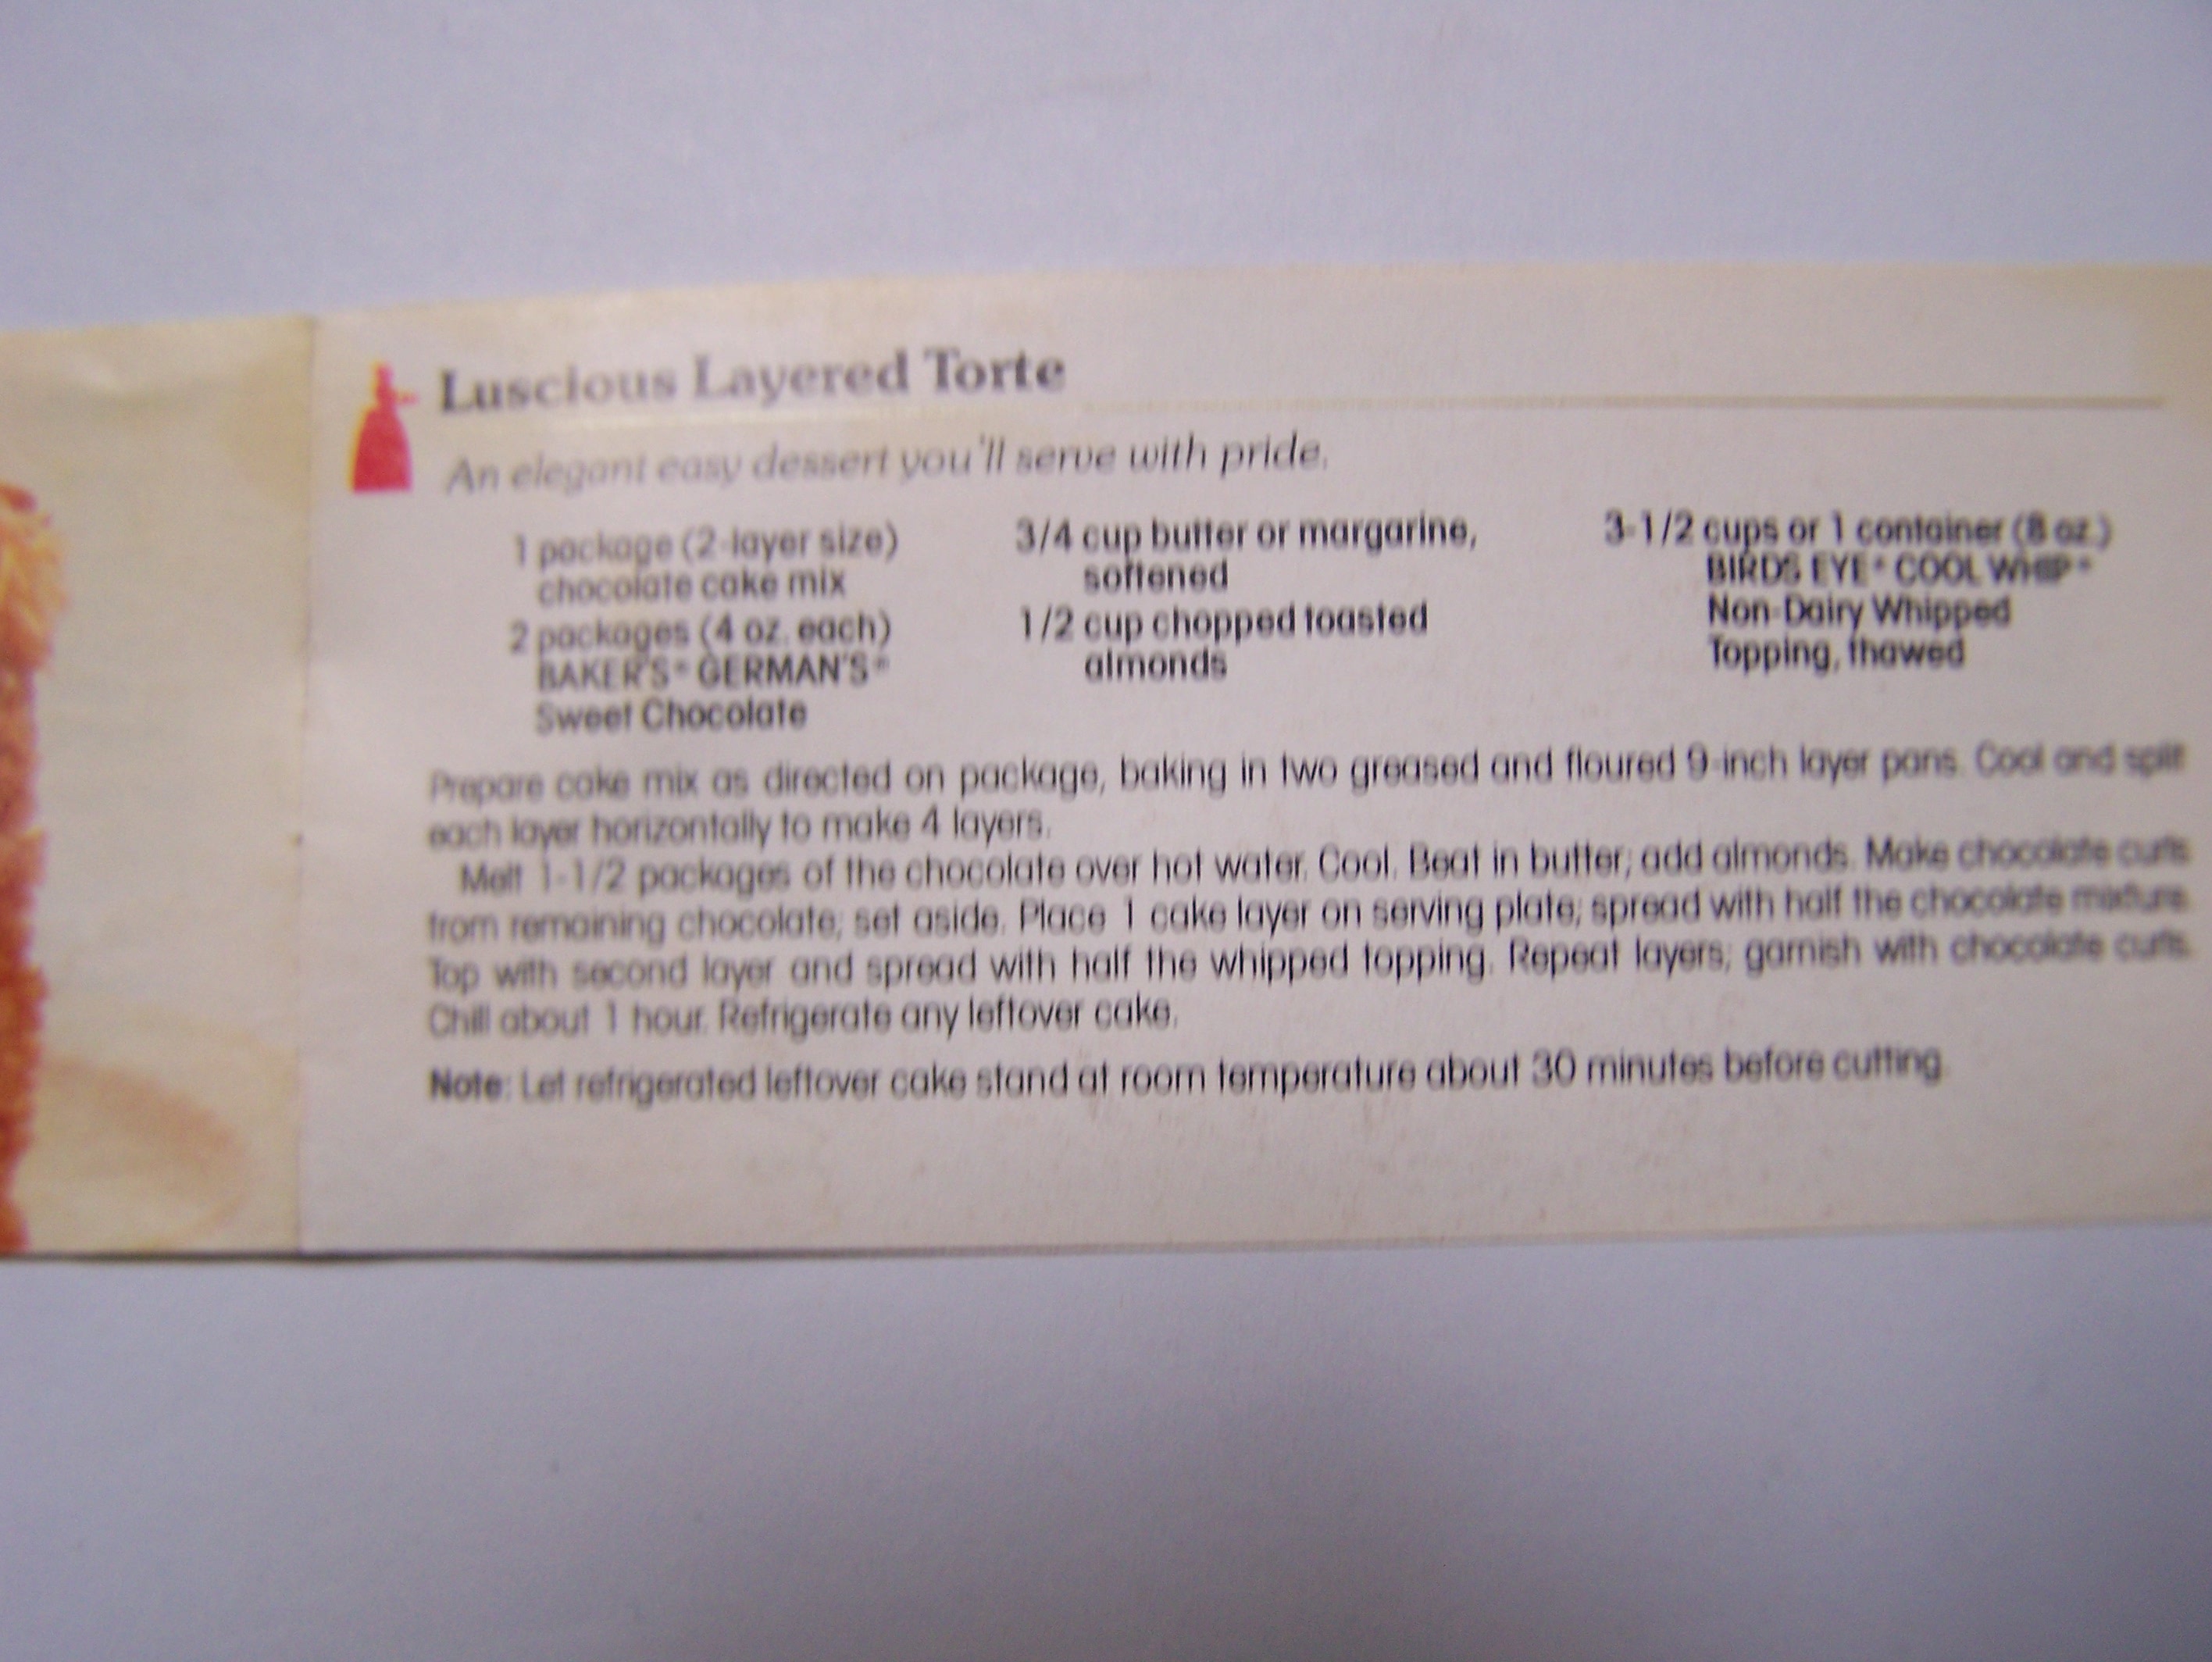 Luscious Layered Torte
An elegant easy dessert you'll serve with pride.
1 package (2-layer size)
chocolate cake mix
2 packages (4 oz. each)
BAKER'S® GERMAN'S®
Sweet Chocolate
3/4 cup butter or margarine,
softened
1/2 cup chopped toasted
almonds
3-1/2 cups or 1 container (8 oz.)
BIRDS EYE® COOL WHIP®
Non-Dairy Whipped
Topping, thawed
Prepare cake mix as directed on package, baking in two greased and floured 9-inch layer pans. Cool and split
each layer horizontally to make 4 layers.
Melt 1-1/2 packages of the chocolate over hot water. Cool. Beat in butter; add almonds. Make chocolate curls
from remaining chocolate; set aside. Place 1 cake layer on serving plate; spread with half the chocolate mixture.
Top with second layer and spread with half the whipped topping. Repeat layers; garnish with chocolate curls.
Chill about 1 hour. Refrigerate any leftover cake.
Note: Let refrigerated leftover cake stand at room temperature about 30 minutes before cutting.